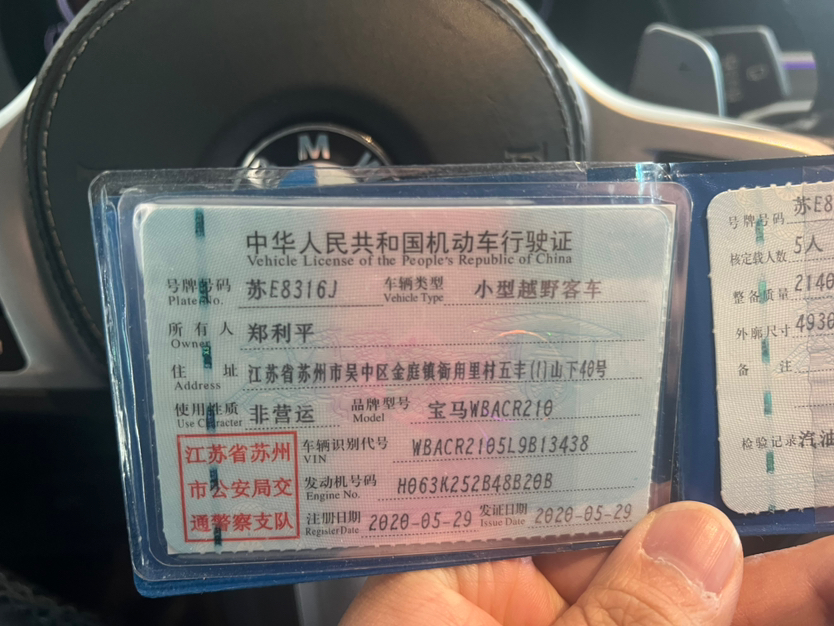 M
中华人民共和国机动车行驶证
Vehicle License of the People's Republic of China
号牌号码 苏E8316J 车辆类型 小型越野客车
Plate No. Vehicle Type
所有人 郑利平
Owner
住址 江苏省苏州市吴中区金庭镇衙甪里村五丰(1)山下40号
Address
使用性质 非营运 品牌型号 宝马WBACR210
Use Character Model
江苏省苏州
市公安局交
通警察支队
车辆识别代号 WBACR2105L9B13438
VIN
发动机号码 H063K252B48B20B
Engine No.
注册日期 2020-05-29 发证日期 2020-05-29
Register Date Issue Date
号牌号码 苏E8
核定载人数 5人
整备质量 2140
外廓尺寸 4930
备注
检验记录 汽油